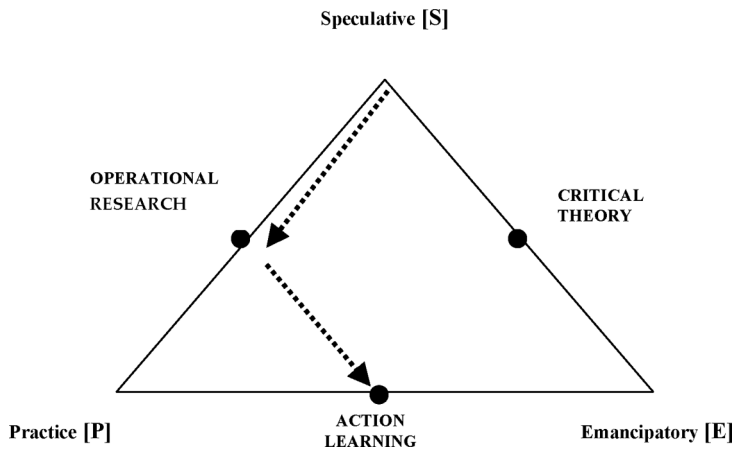 Speculative [S]
OPERATIONAL
RESEARCH
CRITICAL
THEORY
Practice [P]
ACTION
LEARNING
Emancipatory [E]